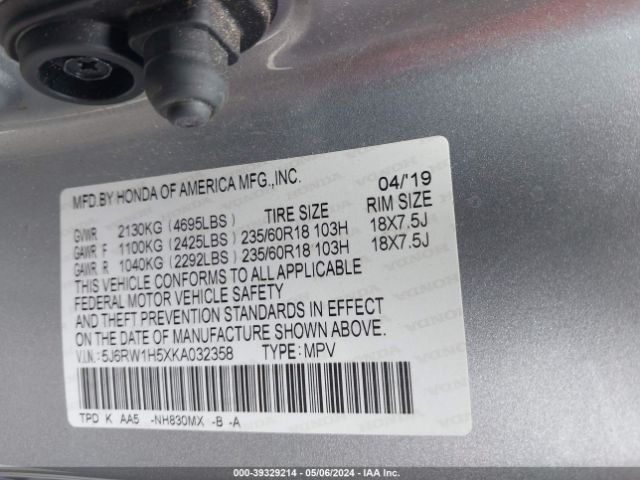 MFD.BY HONDA OF AMERICA MFG.,INC.
04/'19
TIRE SIZE RIM SIZE
GVWR 2130KG (4695LBS)
GAWR F 1100KG (2425LBS) 235/60R18 103H 18X7.5J
GAWR R 1040KG (2292LBS) 235/60R18 103H 18X7.5J
THIS VEHICLE CONFORMS TO ALL APPLICABLE
FEDERAL MOTOR VEHICLE SAFETY
AND THEFT PREVENTION STANDARDS IN EFFECT
ON THE DATE OF MANUFACTURE SHOWN ABOVE.
V.I.N.: 5J6RW1H5XKA032358 TYPE: MPV
TPD K AA5 -NH830MX -B -A
000-39329214 - 05/06/2024 - IAA Inc.